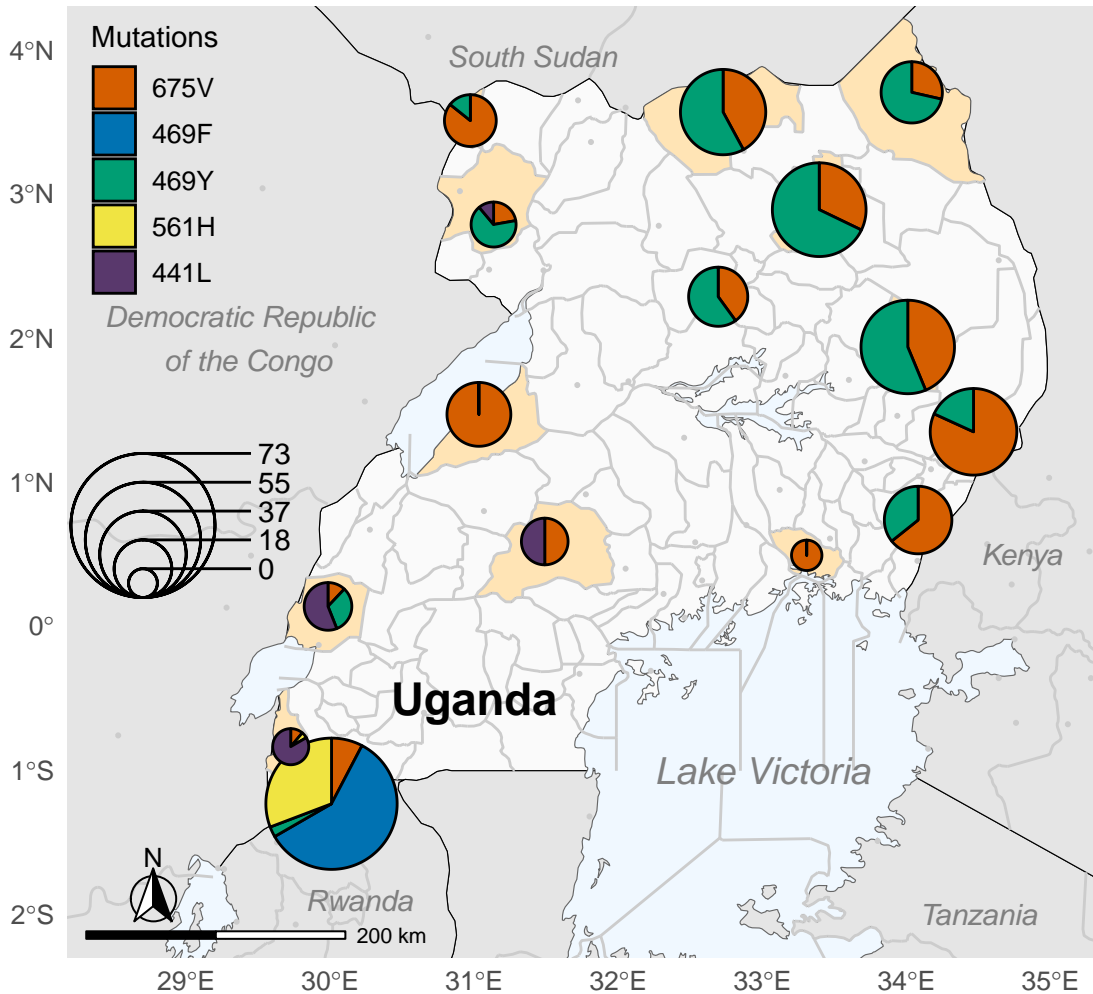 Mutations
675V
469F
469Y
561H
441L
South Sudan
Democratic Republic
of the Congo
73
55
37
18
0
Kenya
Uganda
Lake Victoria
Rwanda
Tanzania
N
200 km
4°N
3°N
2°N
1°N
0°
1°S
2°S
29°E
30°E
31°E
32°E
33°E
34°E
35°E